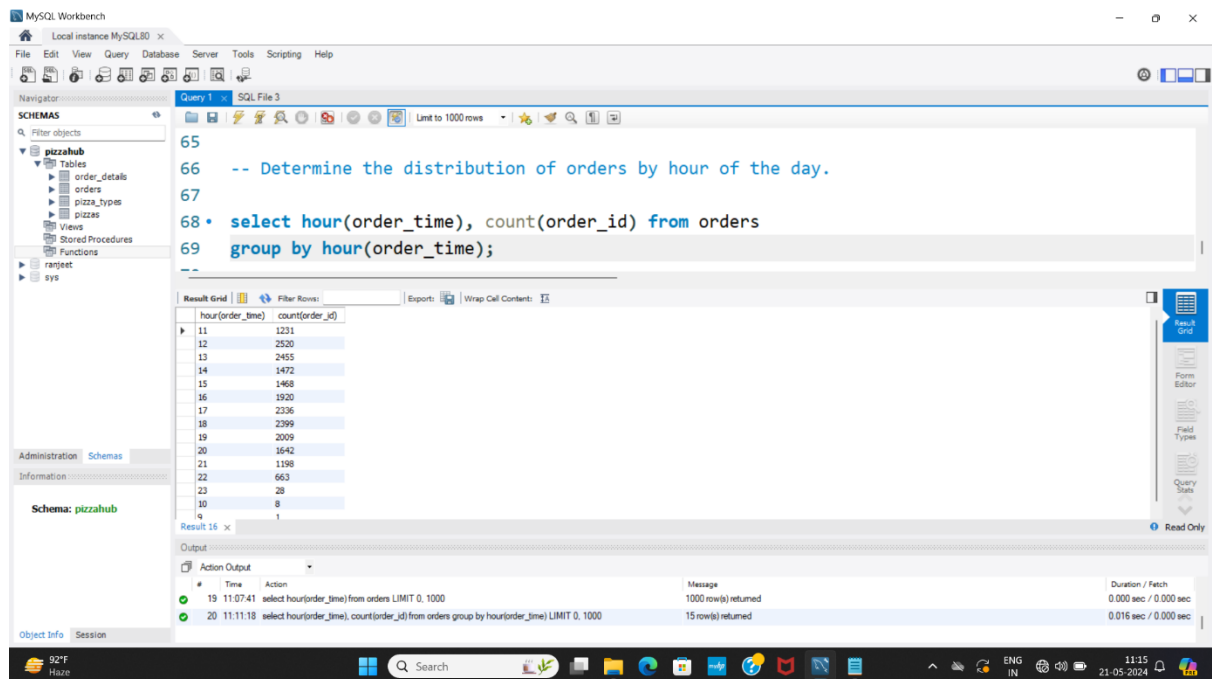 MySQL Workbench
Local instance MySQL80
File Edit View Query Database Server Tools Scripting Help
Navigator
SCHEMAS
Filter objects
pizzahub
Tables
order_details
orders
pizza_types
pizzas
Views
Stored Procedures
Functions
ranjeet
sys
Administration Schemas
Information
Schema: pizzahub
Object Info Session
Query 1 SQL File 3
Limit to 1000 rows
65
66 -- Determine the distribution of orders by hour of the day.
67
68 select hour(order_time), count(order_id) from orders
69 group by hour(order_time);
Result Grid Filter Rows: Export: Wrap Cell Content:
hour(order_time) count(order_id)
11 1231
12 2520
13 2455
14 1472
15 1468
16 1920
17 2336
18 2399
19 2009
20 1642
21 1198
22 663
23 28
10 8
9 1
Result Grid
Form Editor
Field Types
Query Stats
Result 16 Read Only
Output
Action Output
# Time Action Message Duration / Fetch
19 11:07:41 select hour(order_time) from orders LIMIT 0, 1000 1000 row(s) returned 0.000 sec / 0.000 sec
20 11:11:18 select hour(order_time), count(order_id) from orders group by hour(order_time) LIMIT 0, 1000 15 row(s) returned 0.016 sec / 0.000 sec
92°F
Haze
Search
ENG
IN
11:15
21-05-2024